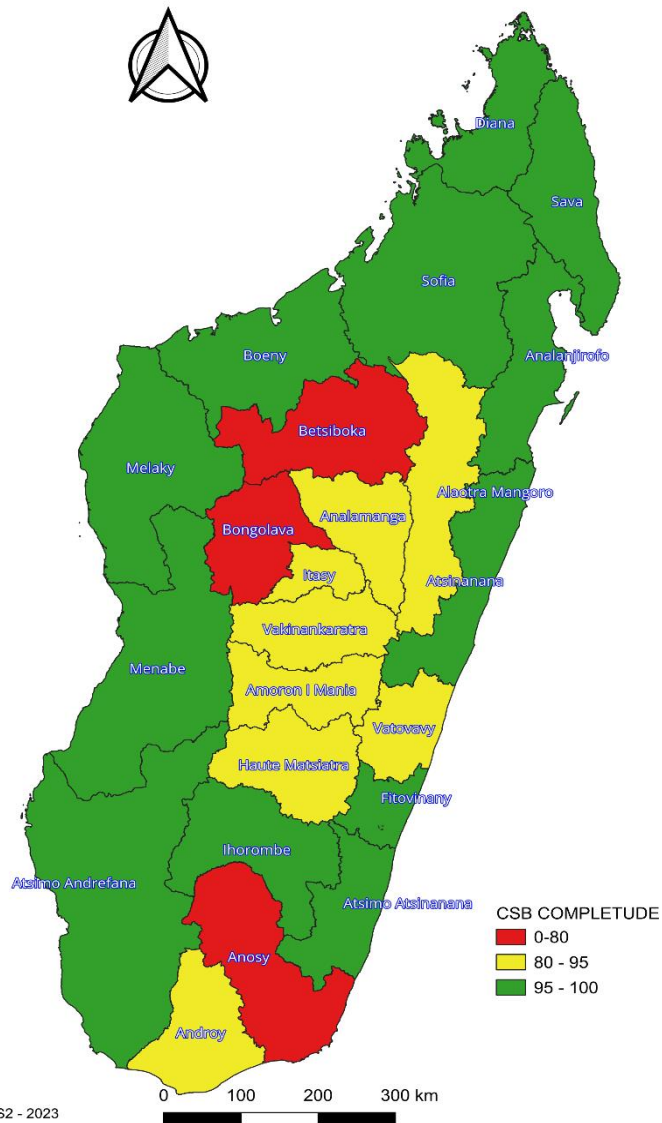 Diana
Sava
Sofia
Analanjirofo
Boeny
Betsiboka
Melaky
Alaotra Mangoro
Analamanga
Bongolava
Itasy
Atsinanana
Vakinankaratra
Menabe
Amoron I Mania
Vatovavy
Haute Matsiatra
Fitovinany
Ihorombe
Atsimo Andrefana
Atsimo Atsinanana
CSB COMPLETUDE
0-80
80 - 95
95 - 100
Anosy
Androy
0 100 200 300 km
S2 - 2023